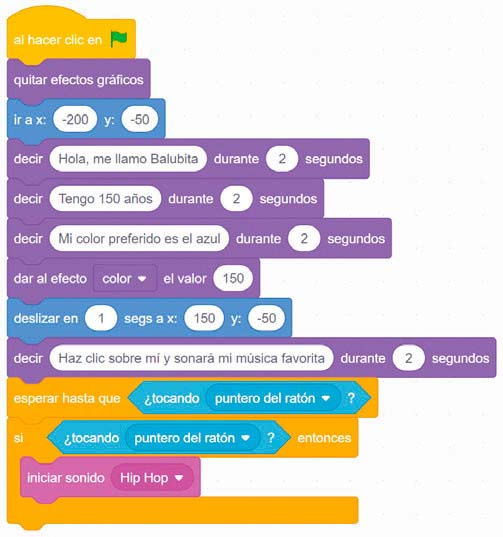 al hacer clic en
quitar efectos gráficos
ir a x: -200 y: -50
decir Hola, me llamo Balubita durante 2 segundos
decir Tengo 150 años durante 2 segundos
decir Mi color preferido es el azul durante 2 segundos
dar al efecto color el valor 150
deslizar en 1 segs a x: 150 y: -50
decir Haz clic sobre mí y sonará mi música favorita durante 2 segundos
esperar hasta que ¿tocando puntero del ratón ?
si ¿tocando puntero del ratón ? entonces
iniciar sonido Hip Hop